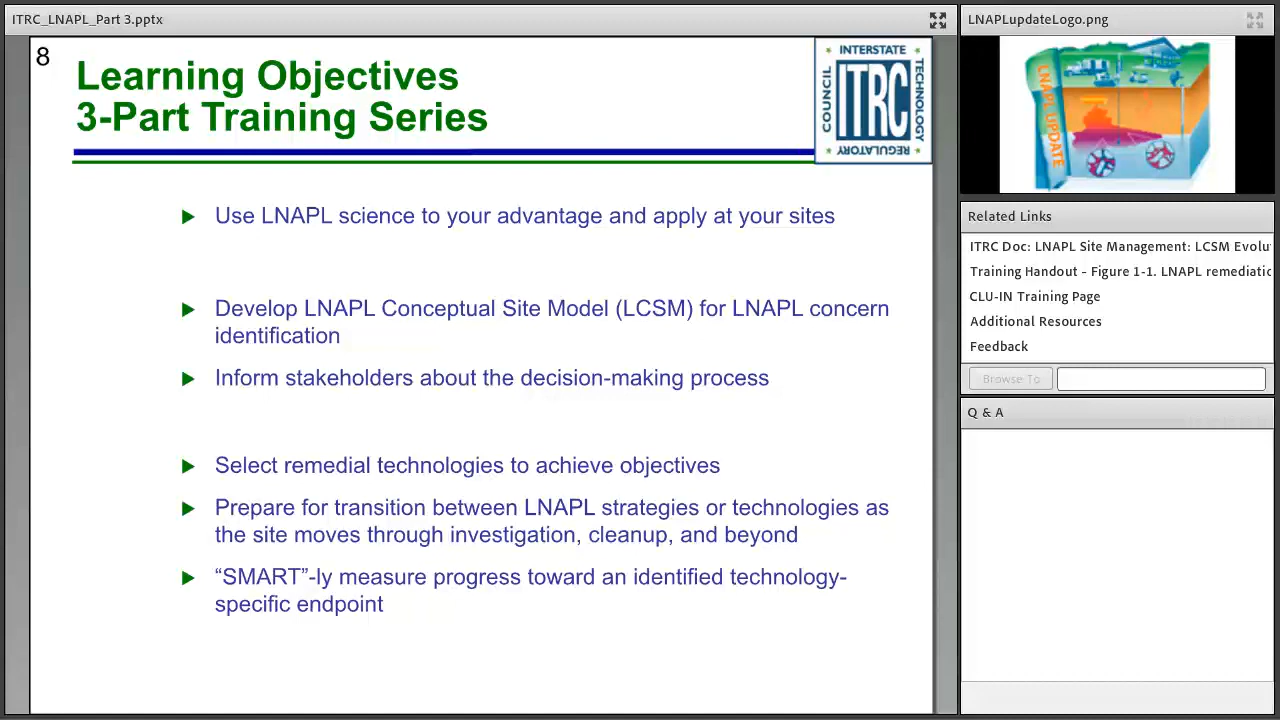 ITRC_LNAPL_Part 3.pptx
8
Learning Objectives
3-Part Training Series
INTERSTATE
TECHNOLOGY
REGULATORY
COUNCIL
ITRC
Use LNAPL science to your advantage and apply at your sites
Develop LNAPL Conceptual Site Model (LCSM) for LNAPL concern
identification
Inform stakeholders about the decision-making process
Select remedial technologies to achieve objectives
Prepare for transition between LNAPL strategies or technologies as
the site moves through investigation, cleanup, and beyond
“SMART”-ly measure progress toward an identified technology-
specific endpoint
LNAPLupdateLogo.png
LNAPL UPDATE
Related Links
ITRC Doc: LNAPL Site Management: LCSM Evolu
Training Handout - Figure 1-1. LNAPL remediatic
CLU-IN Training Page
Additional Resources
Feedback
Browse To
Q & A